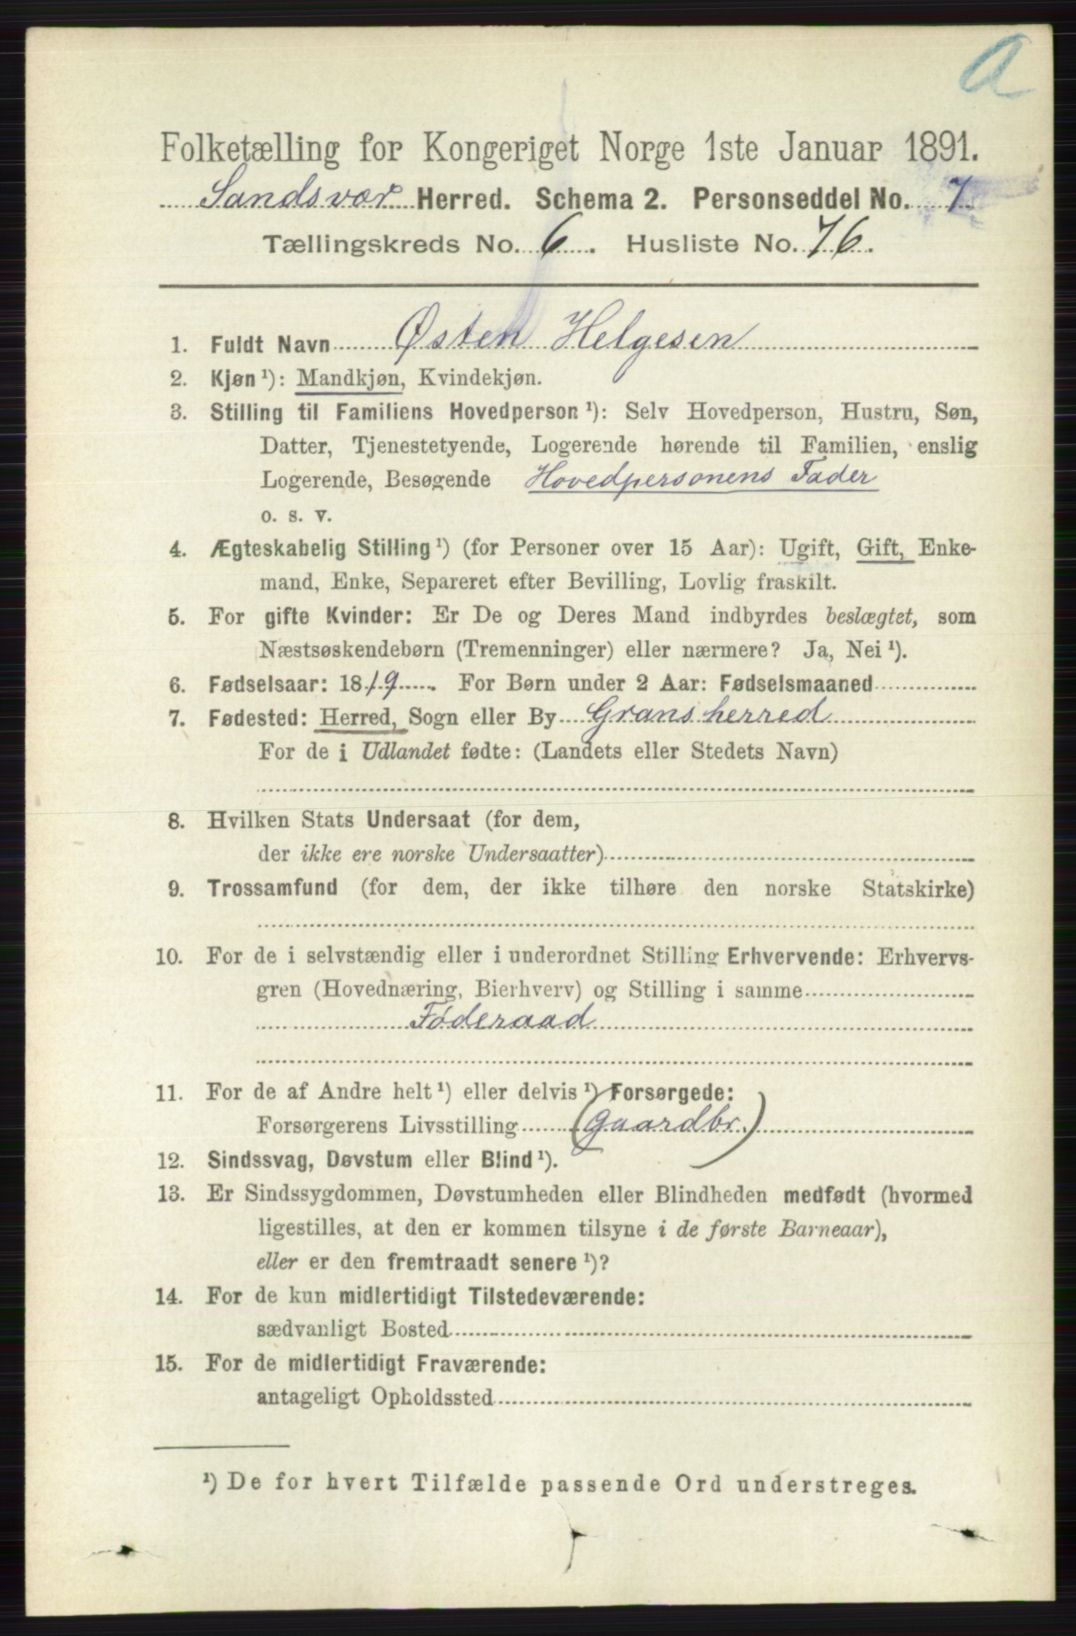 a
Folketælling for Kongeriget Norge 1ste Januar 1891.
Sandsvær Herred. Schema 2. Personseddel No. 7
Tællingskreds No. 6. Husliste No. 76.
1. Fuldt Navn Østen Helgesen
2. Kjøn ¹): Mandkjøn, Kvindekjøn.
3. Stilling til Familiens Hovedperson ¹): Selv Hovedperson, Hustru, Søn,
Datter, Tjenestetyende, Logerende hørende til Familien, enslig
Logerende, Besøgende Hovedpersonens Fader
o. s. v.
4. Ægteskabelig Stilling ¹) (for Personer over 15 Aar): Ugift, Gift, Enke-
mand, Enke, Separeret efter Bevilling, Lovlig fraskilt.
5. For gifte Kvinder: Er De og Deres Mand indbyrdes beslægtet, som
Næstsøskendebørn (Tremenninger) eller nærmere? Ja, Nei ¹).
6. Fødselsaar: 1819. For Børn under 2 Aar: Fødselsmaaned
7. Fødested: Herred, Sogn eller By Gransherred
For de i Udlandet fødte: (Landets eller Stedets Navn)
8. Hvilken Stats Undersaat (for dem,
der ikke ere norske Undersaatter)
9. Trossamfund (for dem, der ikke tilhøre den norske Statskirke)
10. For de i selvstændig eller i underordnet Stilling Erhvervende: Erhvervs-
gren (Hovednæring, Bierhverv) og Stilling i samme
Føderaad
11. For de af Andre helt ¹) eller delvis ¹) Forsørgede:
Forsørgerens Livsstilling (Gaardbr.)
12. Sindssvag, Døvstum eller Blind ¹).
13. Er Sindssygdommen, Døvstumheden eller Blindheden medfødt (hvormed
ligestilles, at den er kommen tilsyne i de første Barneaar),
eller er den fremtraadt senere ¹)?
14. For de kun midlertidigt Tilstedeværende:
sædvanligt Bosted
15. For de midlertidigt Fraværende:
antageligt Opholdssted
¹) De for hvert Tilfælde passende Ord understreges.